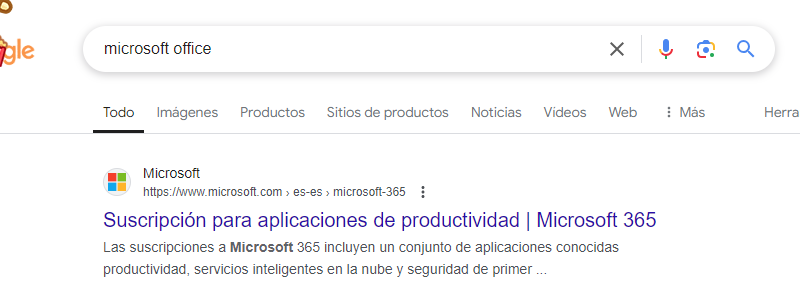 gle
microsoft office
Todo Imágenes Productos Sitios de productos Noticias Vídeos Web Más Herra
Microsoft
https://www.microsoft.com › es-es › microsoft-365
Suscripción para aplicaciones de productividad | Microsoft 365
Las suscripciones a Microsoft 365 incluyen un conjunto de aplicaciones conocidas
productividad, servicios inteligentes en la nube y seguridad de primer ...